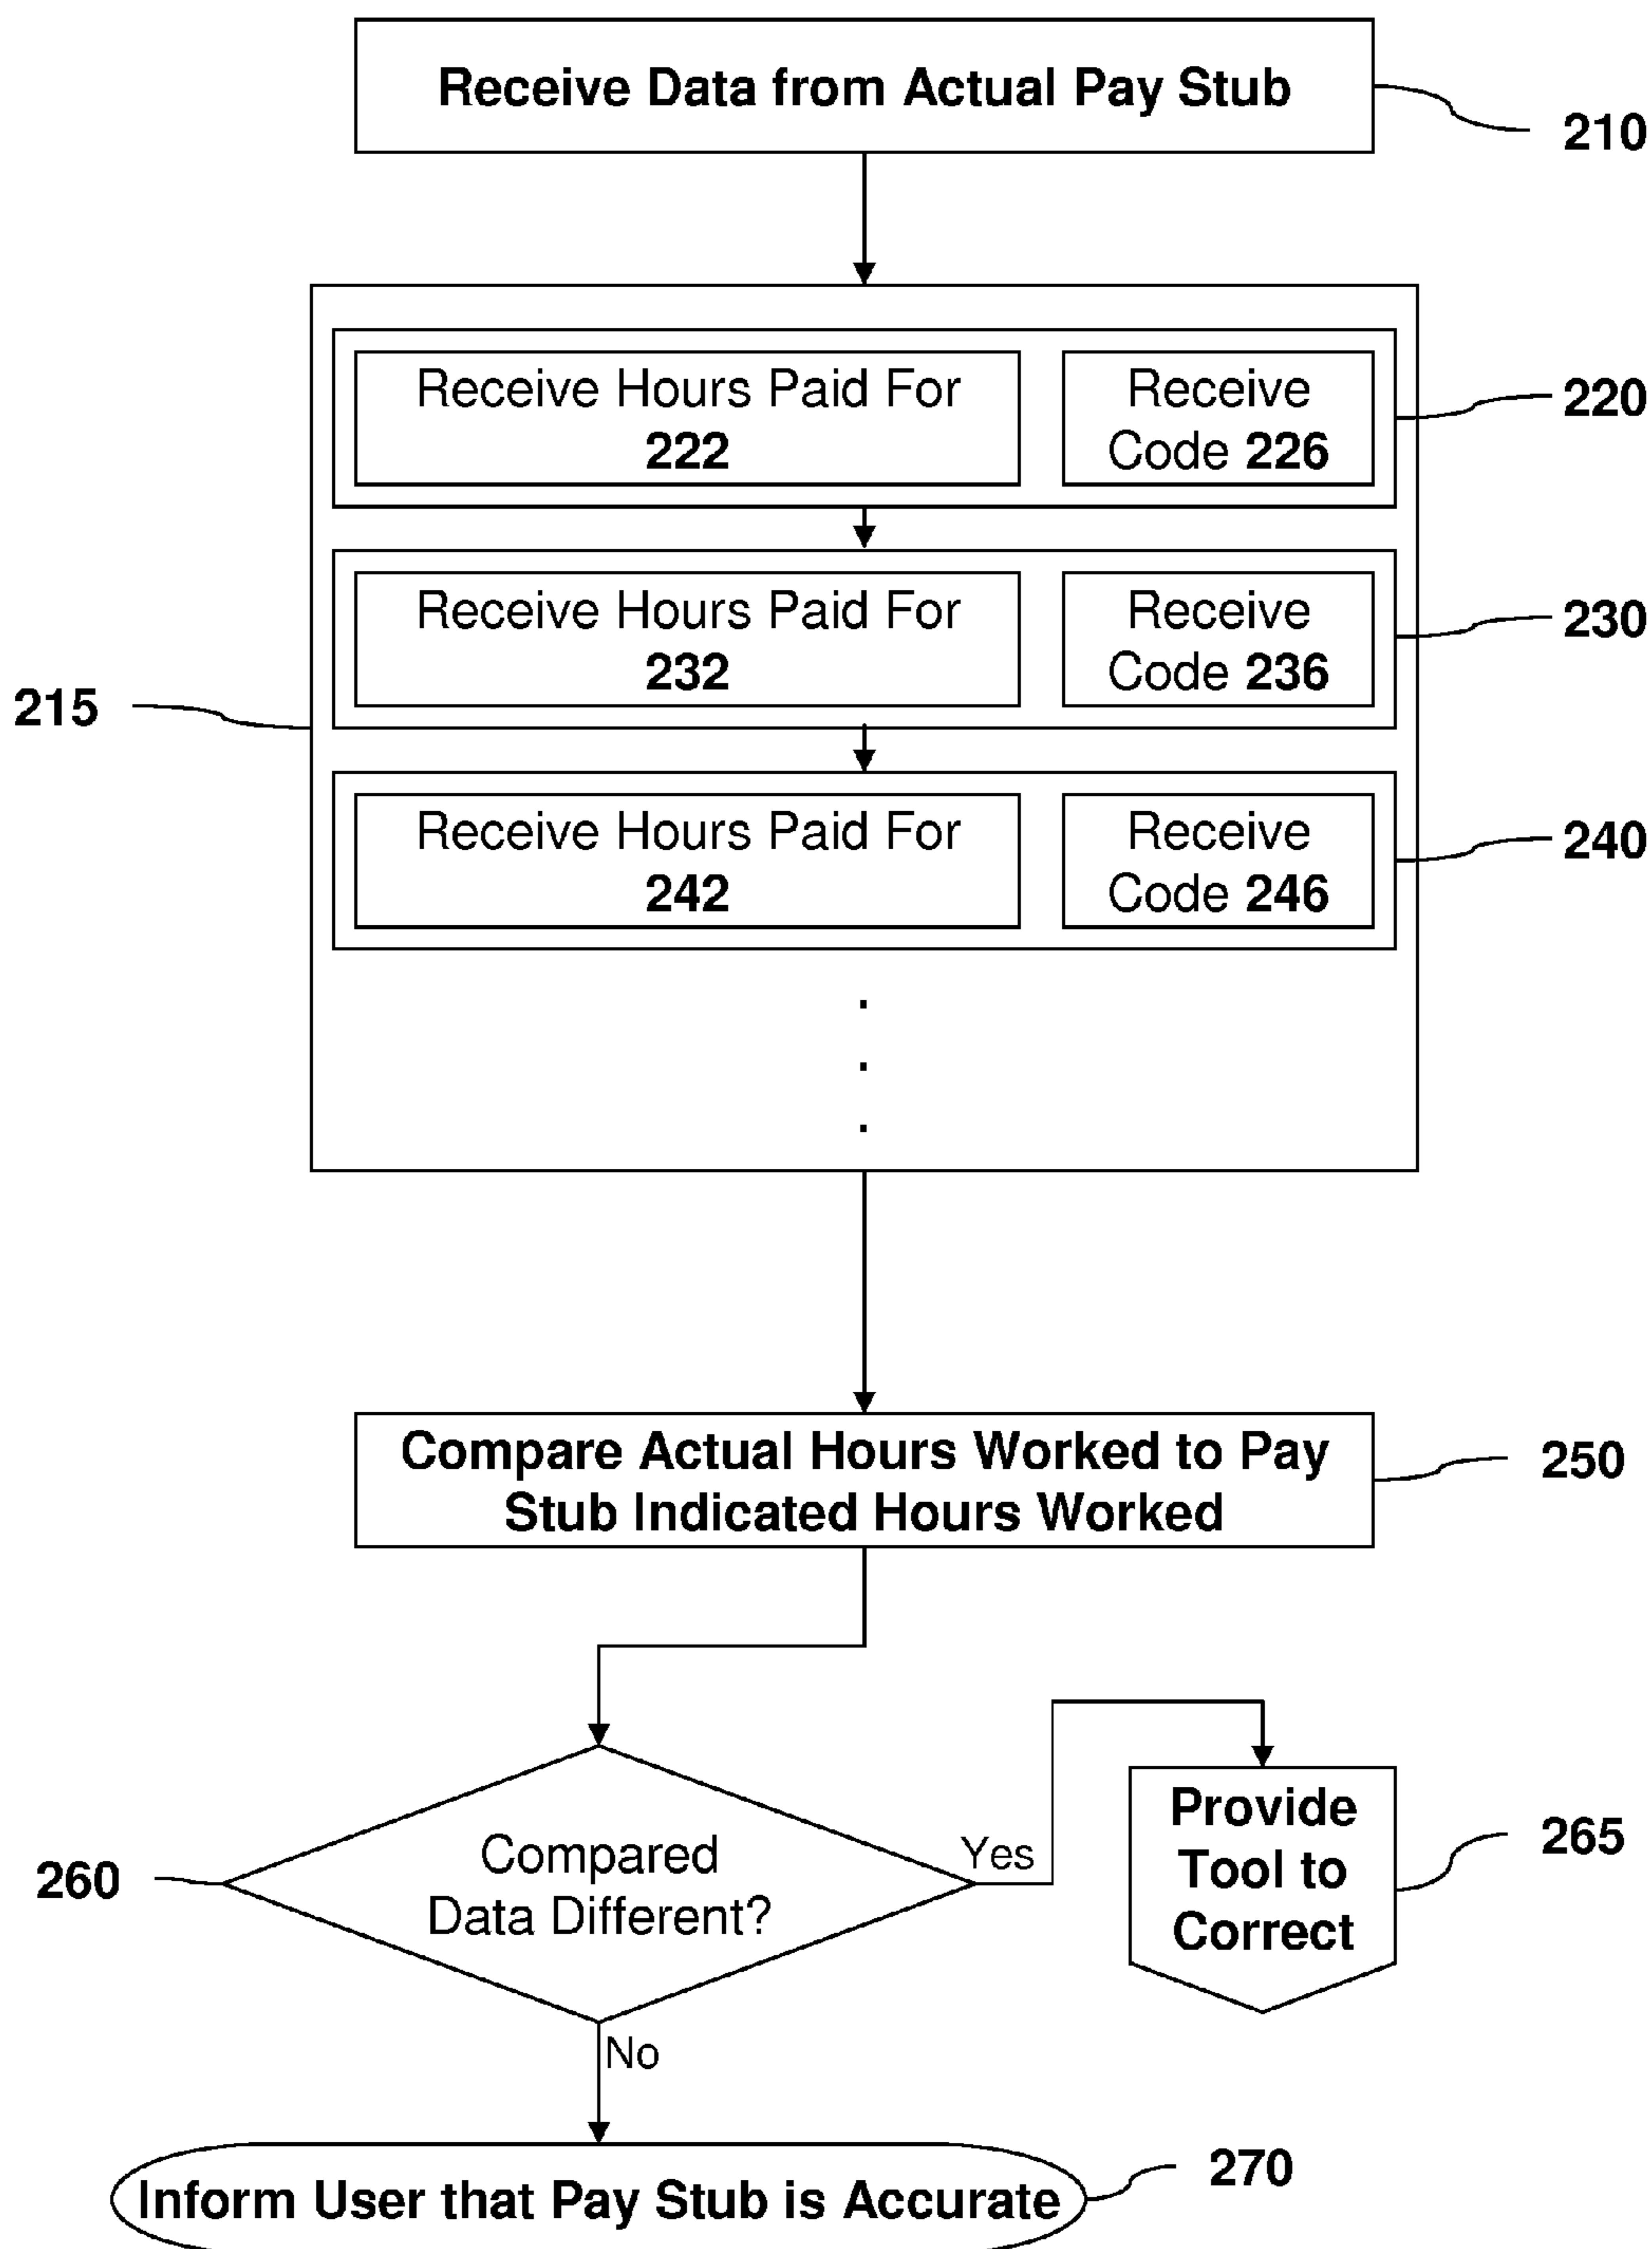 Receive Data from Actual Pay Stub
210
Receive Hours Paid For
222
Receive
Code 226
220
Receive Hours Paid For
232
Receive
Code 236
230
215
Receive Hours Paid For
242
Receive
Code 246
240
Compare Actual Hours Worked to Pay
Stub Indicated Hours Worked
250
Compared
Data Different?
260
Yes
Provide
Tool to
Correct
265
No
Inform User that Pay Stub is Accurate
270